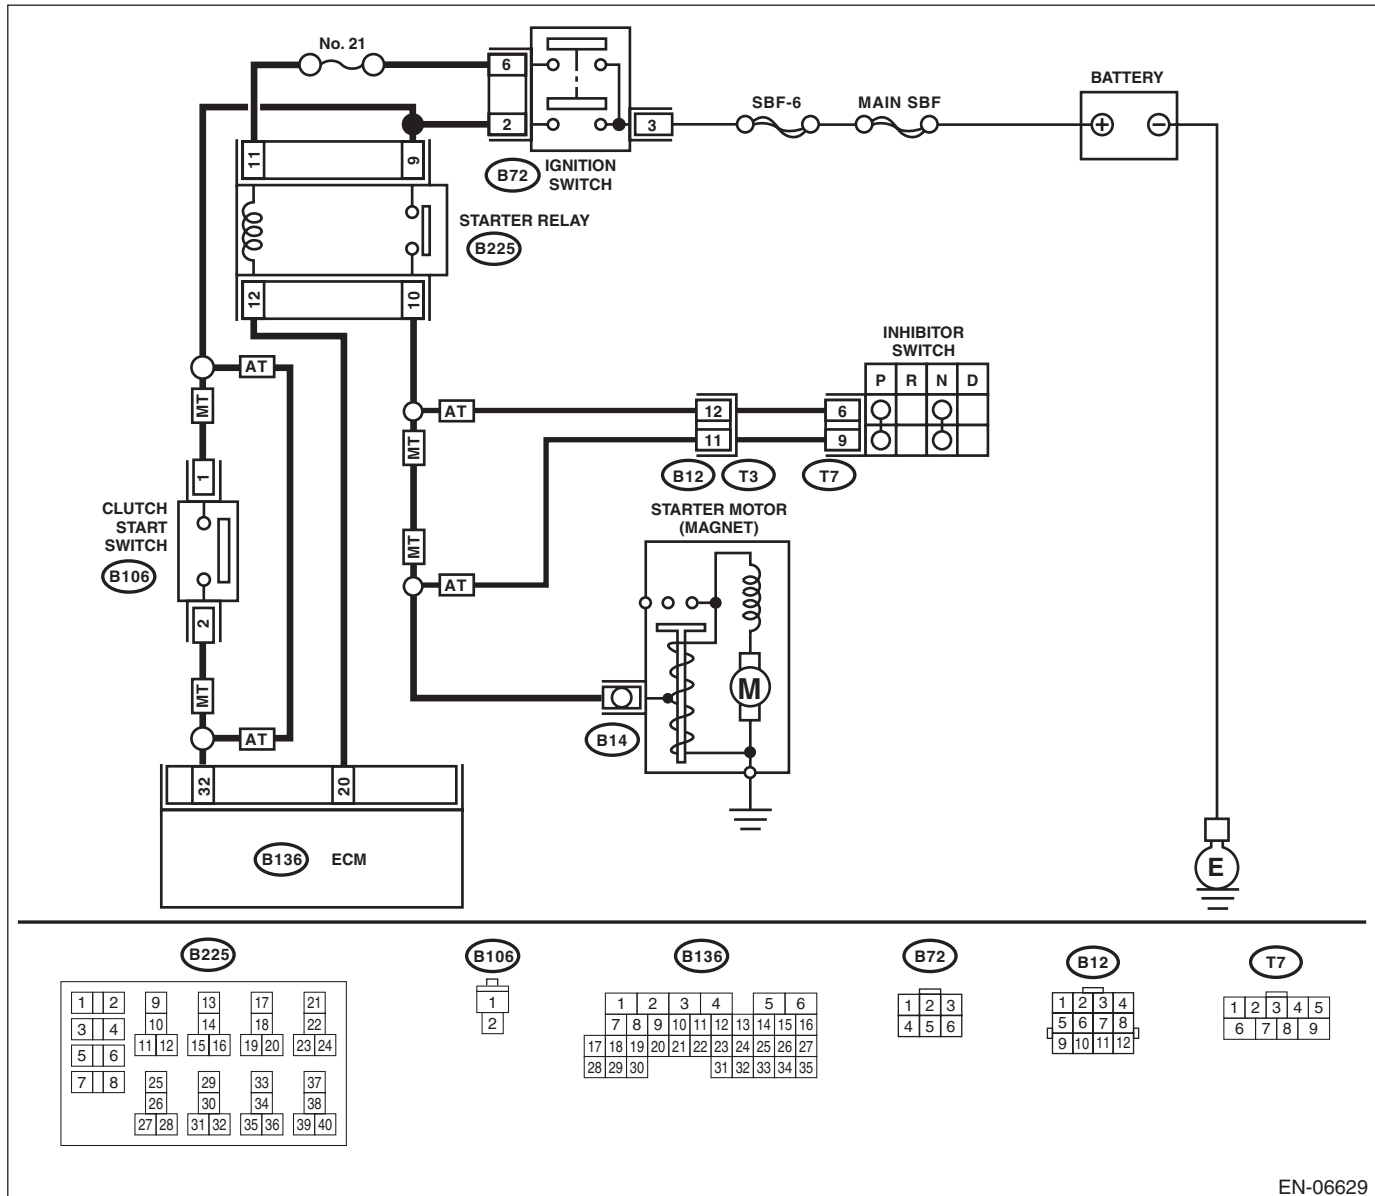 No. 21
6
2
3
B72
IGNITION
SWITCH
SBF-6
MAIN SBF
BATTERY
+
−
11
9
STARTER RELAY
B225
12
10
AT
MT
1
CLUTCH
START
SWITCH
B106
2
MT
AT
AT
MT
MT
AT
12
11
B12
T3
6
9
T7
INHIBITOR
SWITCH
P R N D
STARTER MOTOR
(MAGNET)
M
B14
32
20
B136 ECM
E
B225
1 2 9 13 17 21
3 4 10 14 18 22
11 12 15 16 19 20 23 24
5 6
7 8 25 29 33 37
26 30 34 38
27 28 31 32 35 36 39 40
B106
1
2
B136
1 2 3 4 5 6
7 8 9 10 11 12 13 14 15 16
17 18 19 20 21 22 23 24 25 26 27
28 29 30 31 32 33 34 35
B72
1 2 3
4 5 6
B12
1 2 3 4
5 6 7 8
9 10 11 12
T7
1 2 3 4 5
6 7 8 9
EN-06629